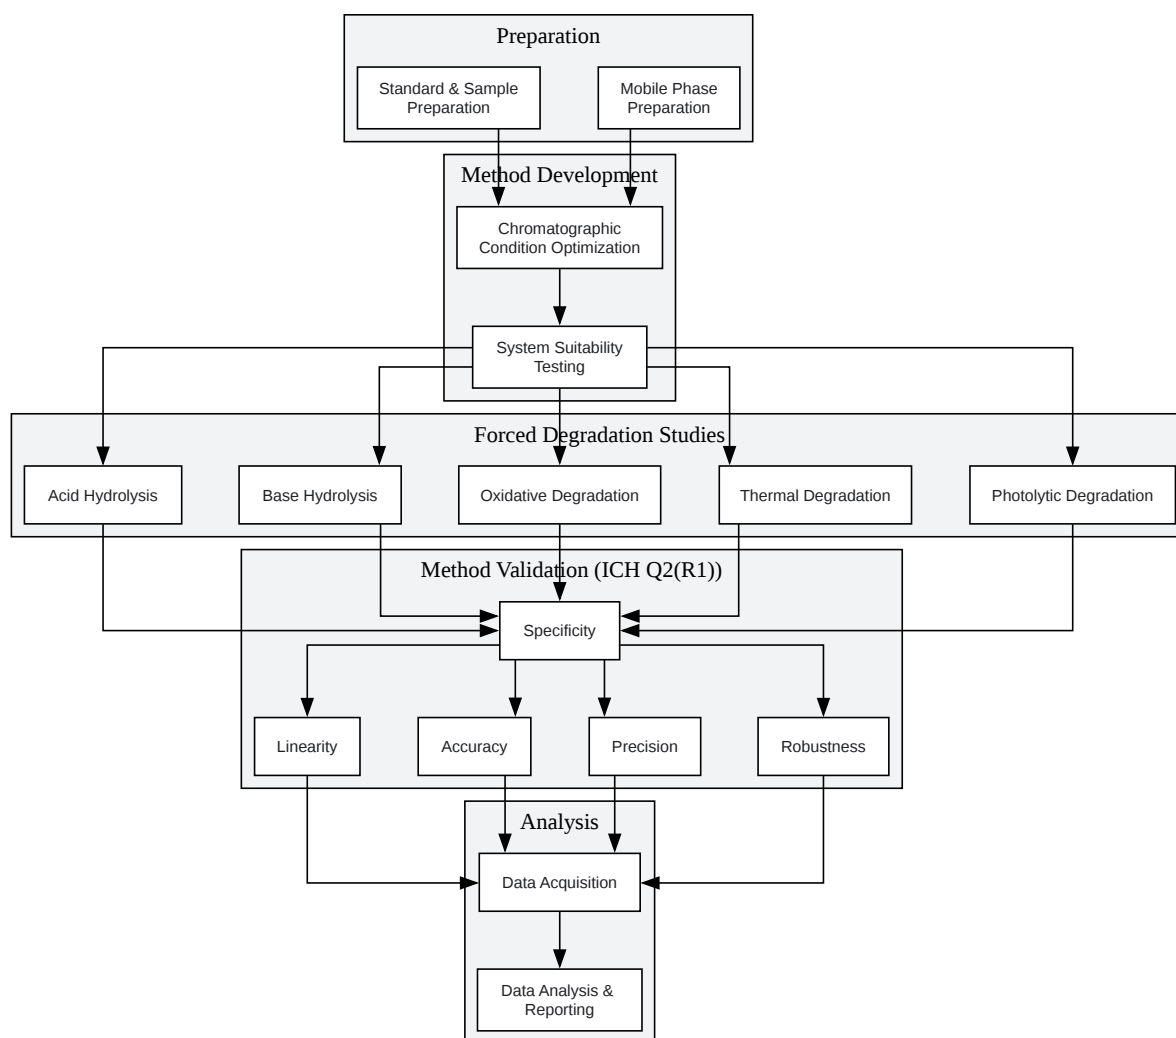 Preparation
Standard & Sample
Preparation
Mobile Phase
Preparation
Method Development
Chromatographic
Condition Optimization
System Suitability
Testing
Forced Degradation Studies
Acid Hydrolysis
Base Hydrolysis
Oxidative Degradation
Thermal Degradation
Photolytic Degradation
Method Validation (ICH Q2(R1))
Specificity
Linearity
Accuracy
Precision
Robustness
Analysis
Data Acquisition
Data Analysis &
Reporting